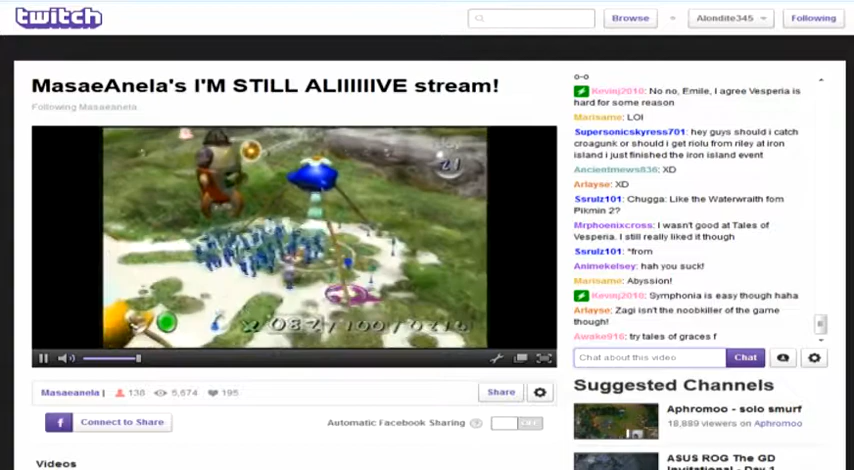 twitch
Browse
Alondite345
Following
MasaeAnela's I'M STILL ALIIIIIIVE stream!
Following Masaeanela
o-o
Kevinj2010: No no, Emile, I agree Vesperia is
hard for some reason
Marisame: LOl
Supersonicskyress701: hey guys should i catch
croagunk or should i get riolu from riley at iron
island i just finished the iron island event
Ancientmews836: XD
Arlayse: XD
Ssrulz101: Chugga: Like the Waterwraith fom
Pikmin 2?
Mrphoenixcross: I wasn't good at Tales of
Vesperia. I still really liked it though
Ssrulz101: *from
Animekelsey: hah you suck!
Marisame: Abyssion!
Kevinj2010: Symphonia is easy though haha
Arlayse: Zagi isn't the noobkiller of the game
though!
Awake916: try tales of graces f
21
Chat about this video
Chat
Masaeanela |
138
5,674
195
Share
f Connect to Share
Automatic Facebook Sharing
OFF
Videos
Suggested Channels
Aphromoo - solo smurf
18,889 viewers on Aphromoo
ASUS ROG The GD
Invitational - Day 1